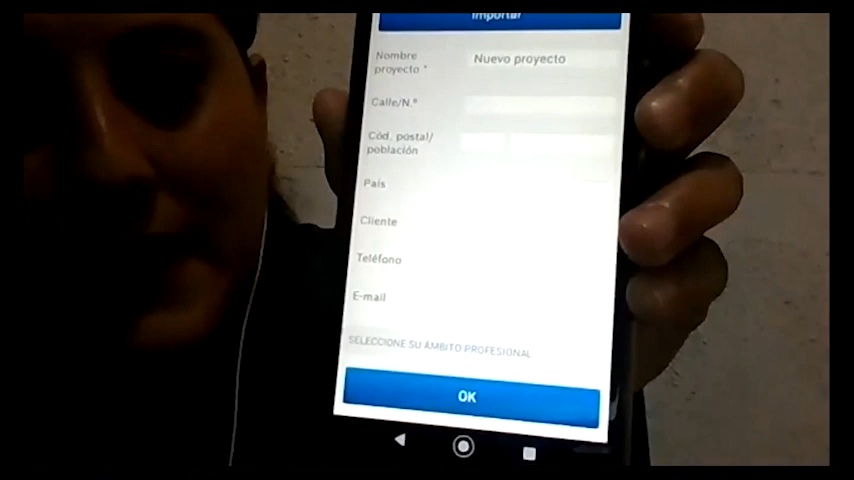 Importar
Nombre
proyecto *
Nuevo proyecto
Calle/N.º
Cód. postal/
población
País
Cliente
Teléfono
E-mail
SELECCIONE SU ÁMBITO PROFESIONAL
OK